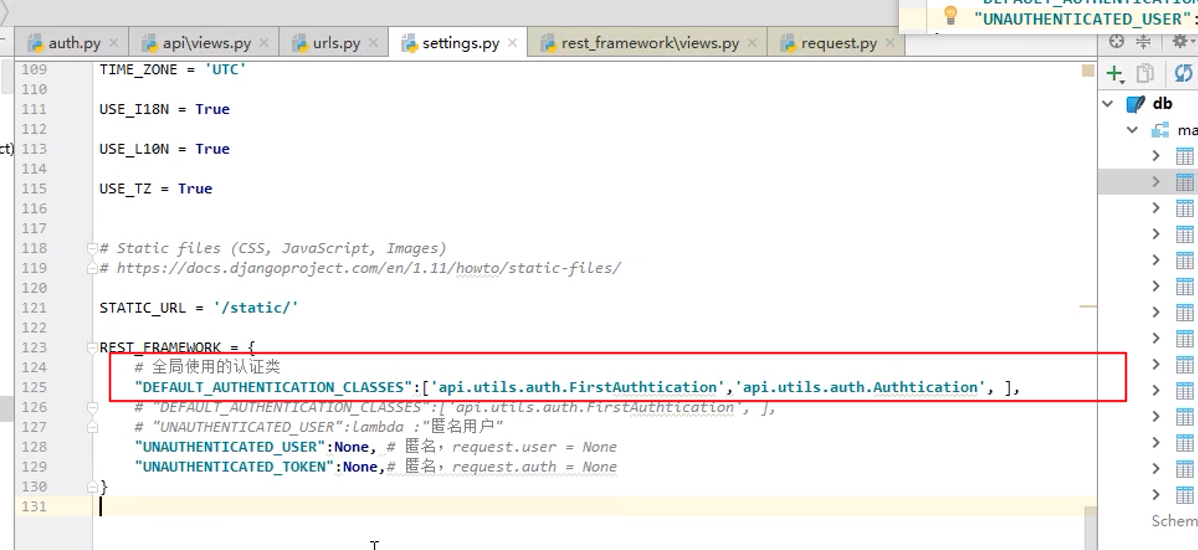 "DEFAULT_AUTHENTICATION
"UNAUTHENTICATED_USER":
auth.py
api\views.py
urls.py
settings.py
rest_framework\views.py
request.py
109 TIME_ZONE = 'UTC'
110
111 USE_I18N = True
112
113 USE_L10N = True
114
115 USE_TZ = True
116
117
118 # Static files (CSS, JavaScript, Images)
119 # https://docs.djangoproject.com/en/1.11/howto/static-files/
120
121 STATIC_URL = '/static/'
122
123 REST_FRAMEWORK = {
124 # 全局使用的认证类
125 "DEFAULT_AUTHENTICATION_CLASSES":['api.utils.auth.FirstAuthtication','api.utils.auth.Authtication', ],
126 # "DEFAULT_AUTHENTICATION_CLASSES":['api.utils.auth.FirstAuthtication', ],
127 # "UNAUTHENTICATED_USER":lambda :"匿名用户"
128 "UNAUTHENTICATED_USER":None, # 匿名，request.user = None
129 "UNAUTHENTICATED_TOKEN":None,# 匿名，request.auth = None
130 }
131
ct)
db
ma
Schem